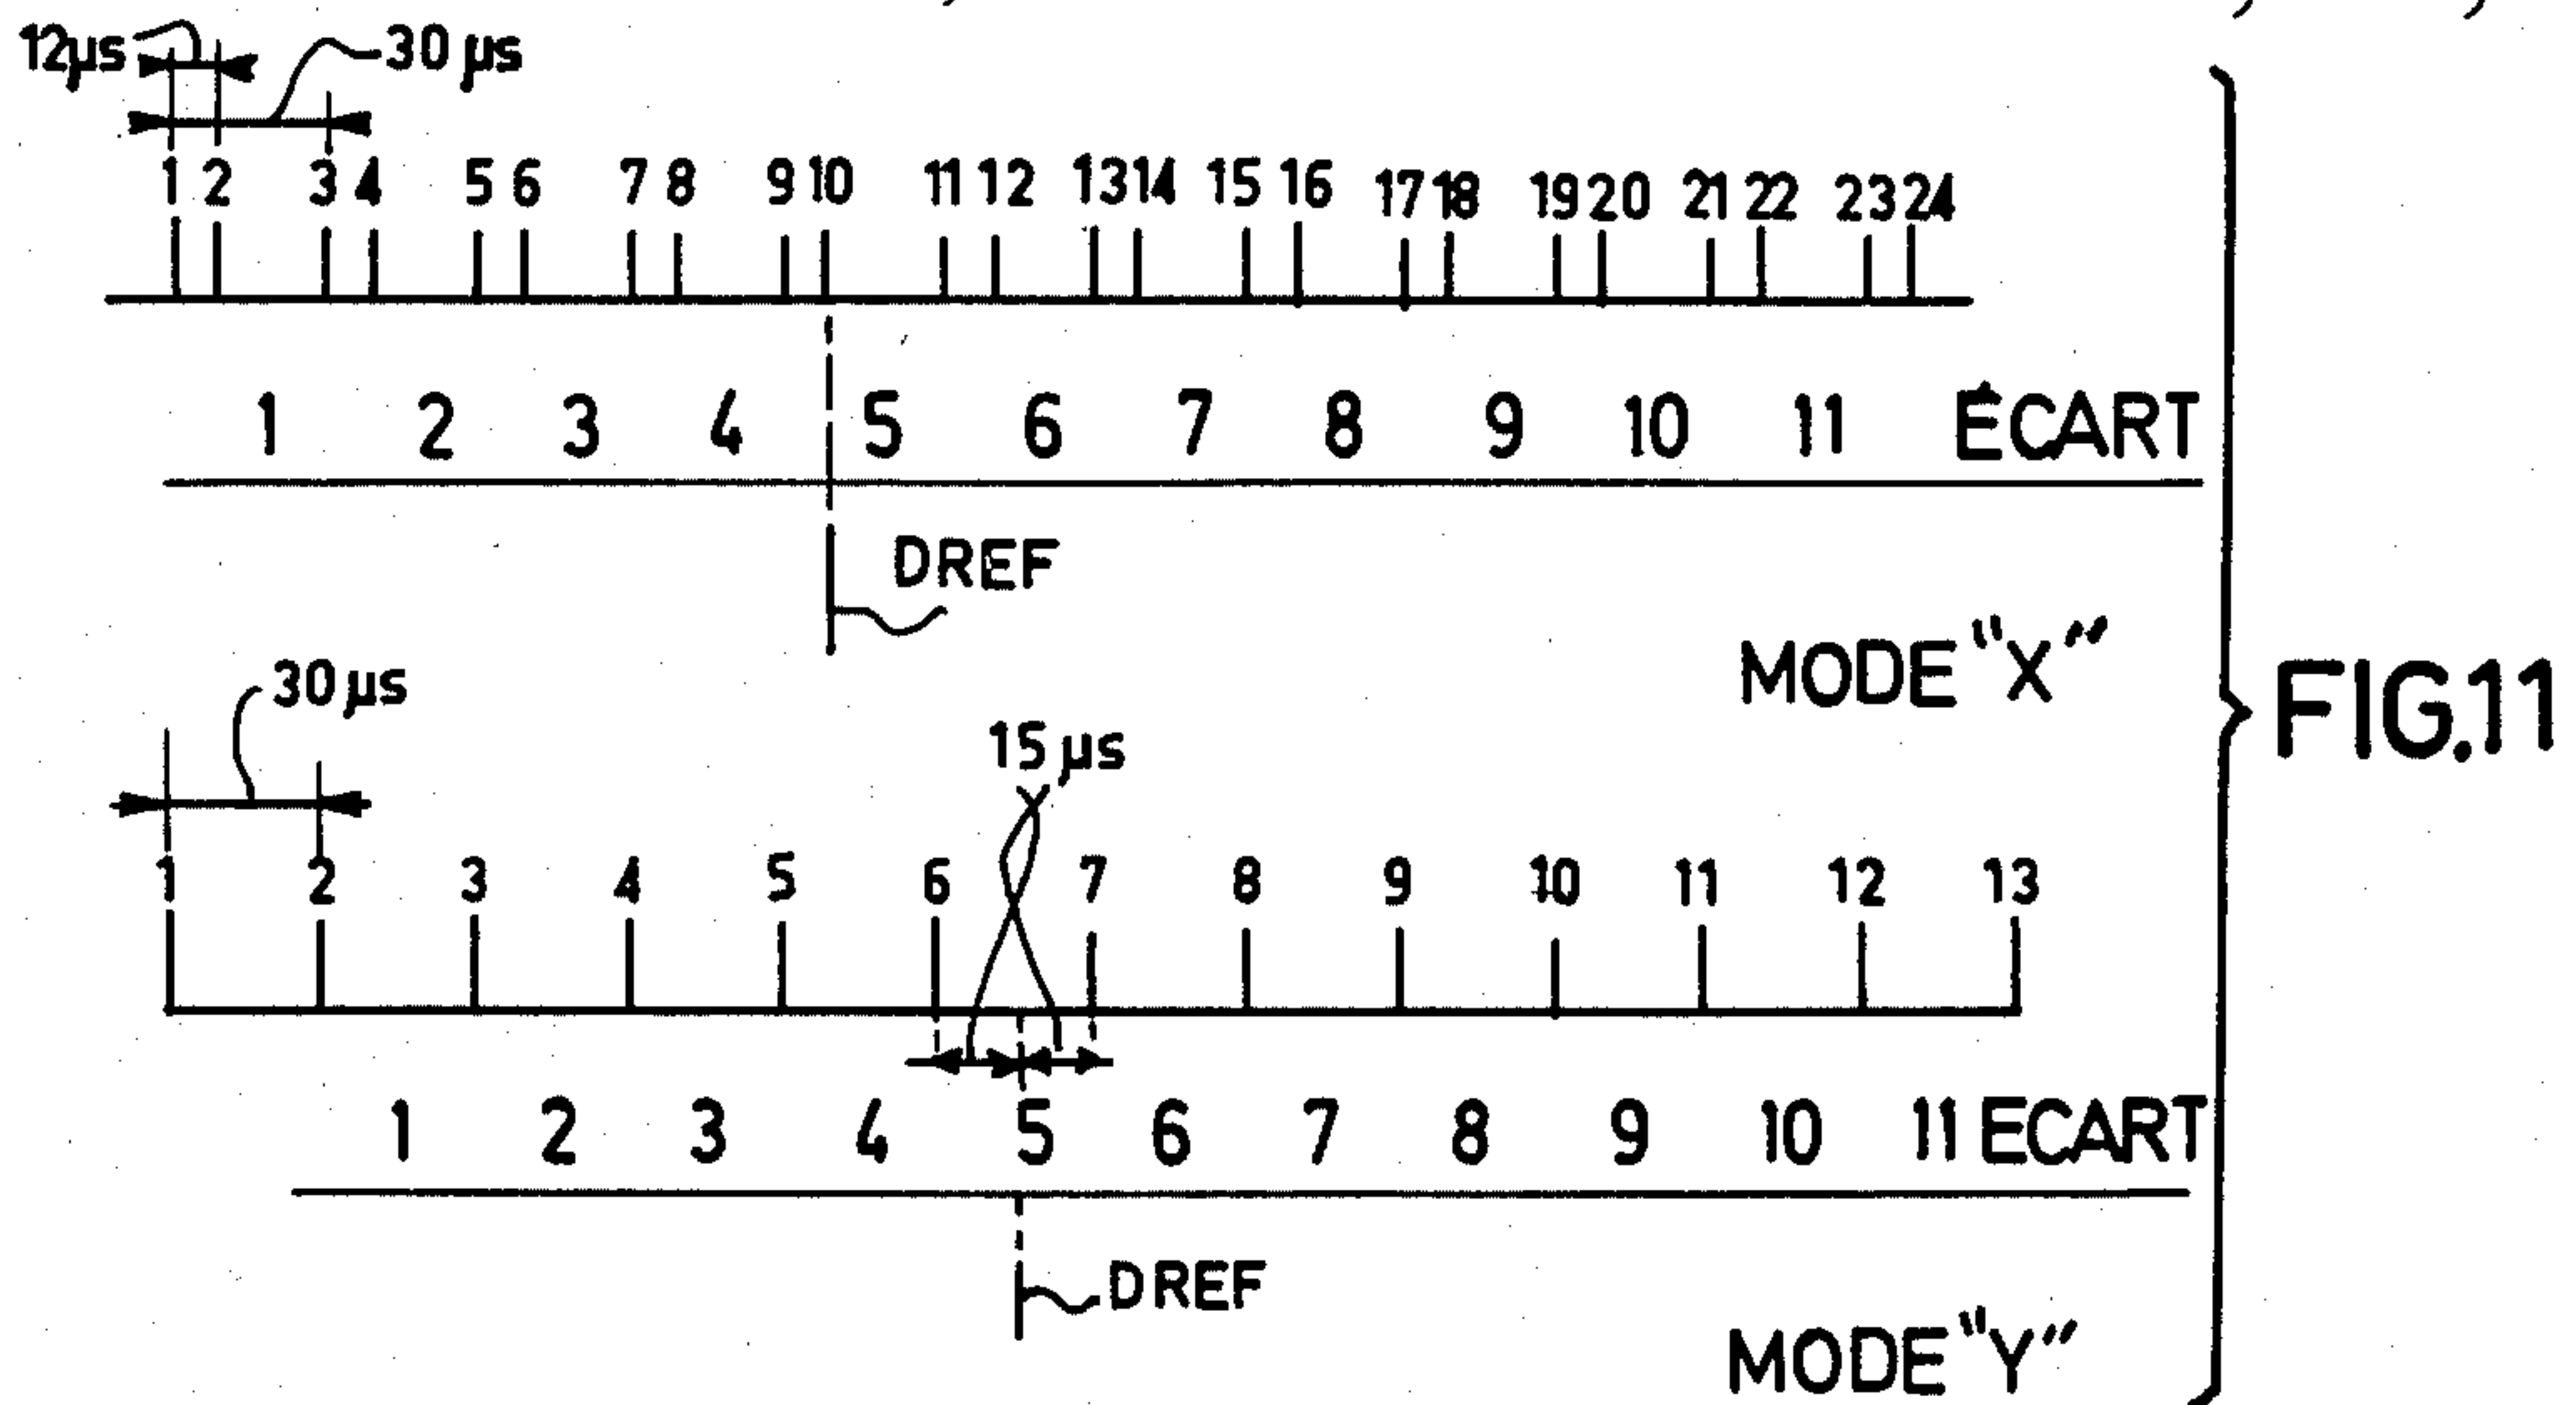 12µs 30 µs
1 2 3 4 5 6 7 8 9 10 11 12 13 14 15 16 17 18 19 20 21 22 23 24
1 2 3 4 5 6 7 8 9 10 11 ÉCART
DREF
MODE "X"
FIG.11
30 µs
15 µs
1 2 3 4 5 6 7 8 9 10 11 12 13
1 2 3 4 5 6 7 8 9 10 11 ECART
DREF
MODE "Y"